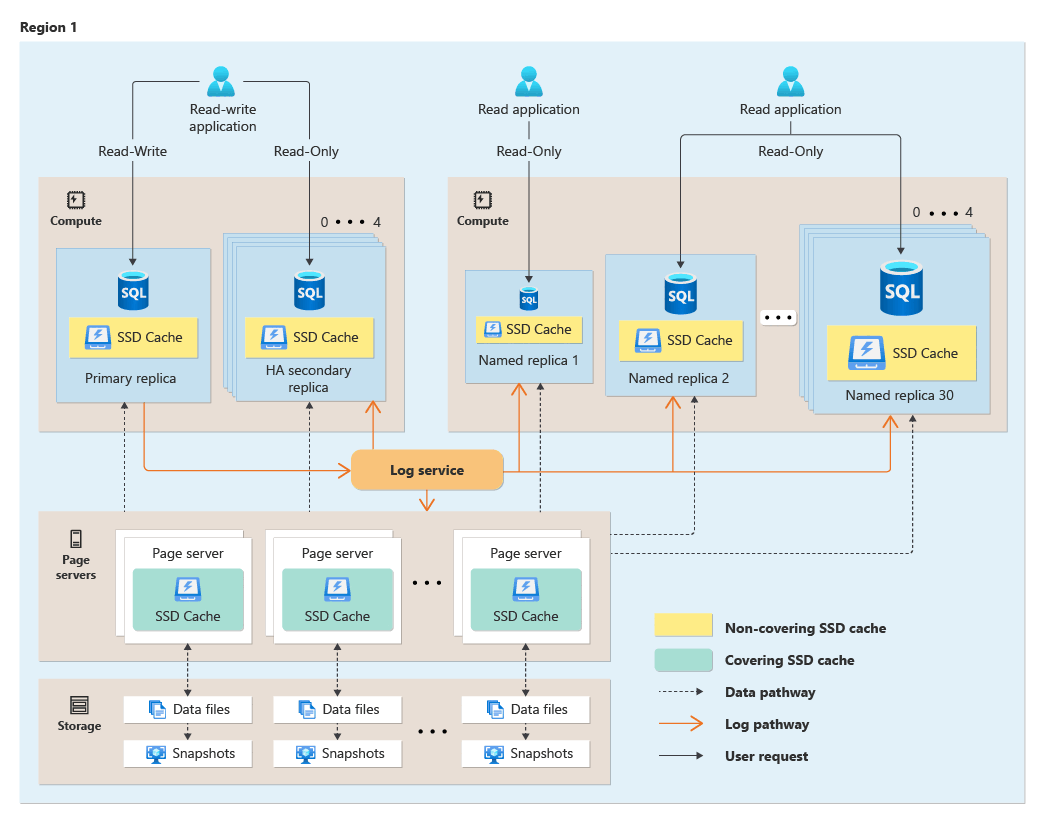 Region 1
Read-write
application
Read application
Read application
Read-Write
Read-Only
Read-Only
Read-Only
Compute
0 • • • 4
Compute
0 • • • 4
SQL
SSD Cache
Primary replica
SQL
SSD Cache
HA secondary
replica
SQL
SSD Cache
Named replica 1
SQL
SSD Cache
Named replica 2
• • •
SQL
SSD Cache
Named replica 30
Log service
Page
servers
Page server
SSD Cache
Page server
SSD Cache
• • •
Page server
SSD Cache
Storage
Data files
Snapshots
Data files
Snapshots
• • •
Data files
Snapshots
Non-covering SSD cache
Covering SSD cache
Data pathway
Log pathway
User request